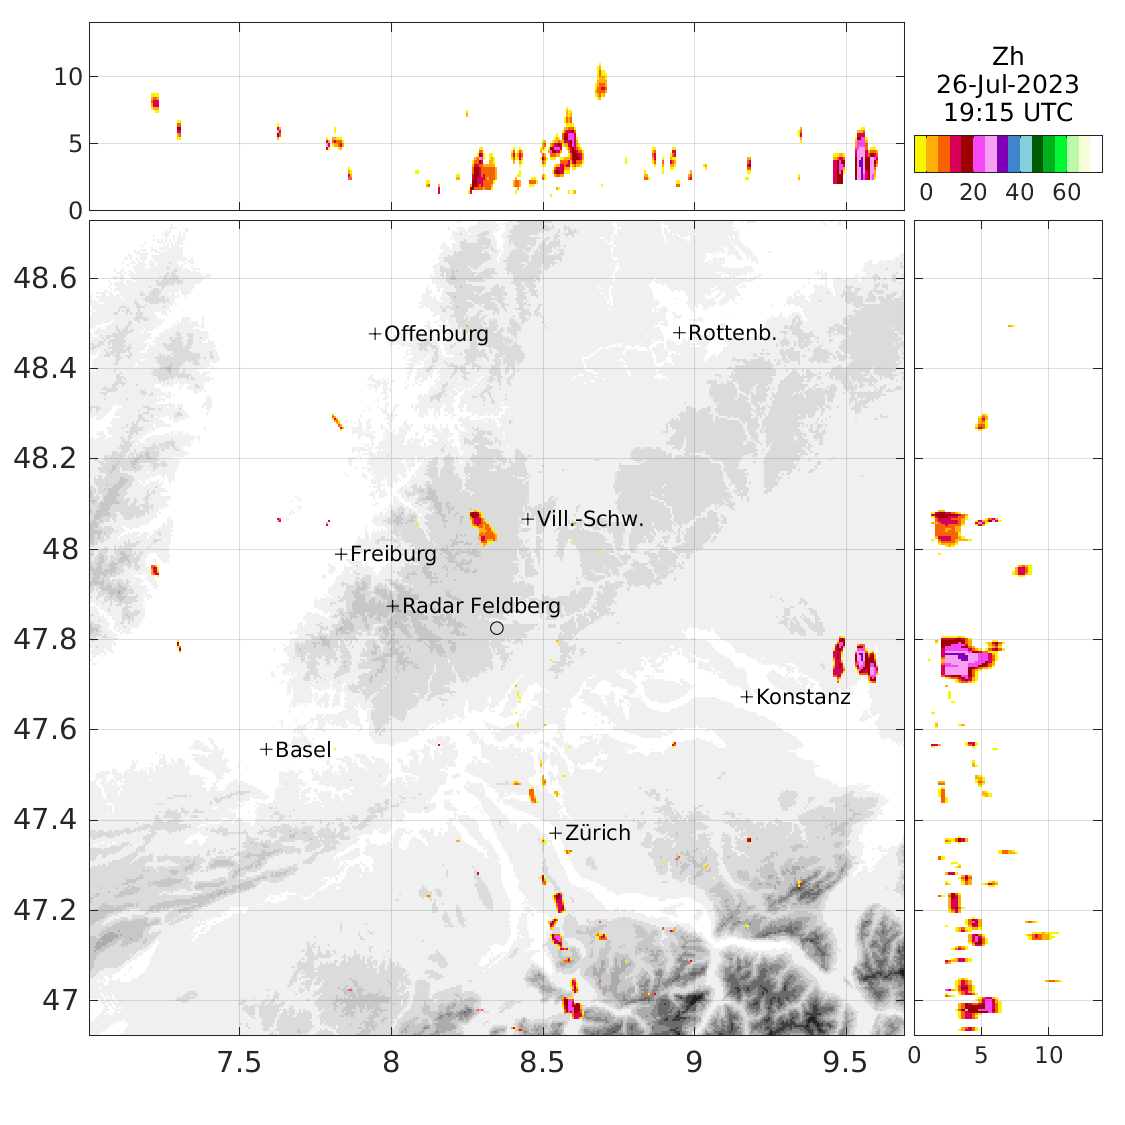 Zh
26-Jul-2023
19:15 UTC
10
5
0
0 20 40 60
48.6
48.4
48.2
48
47.8
47.6
47.4
47.2
47
+Offenburg
+Rottenb.
+Vill.-Schw.
+Freiburg
+Radar Feldberg
+Konstanz
+Basel
+Zürich
7.5 8 8.5 9 9.5
0 5 10